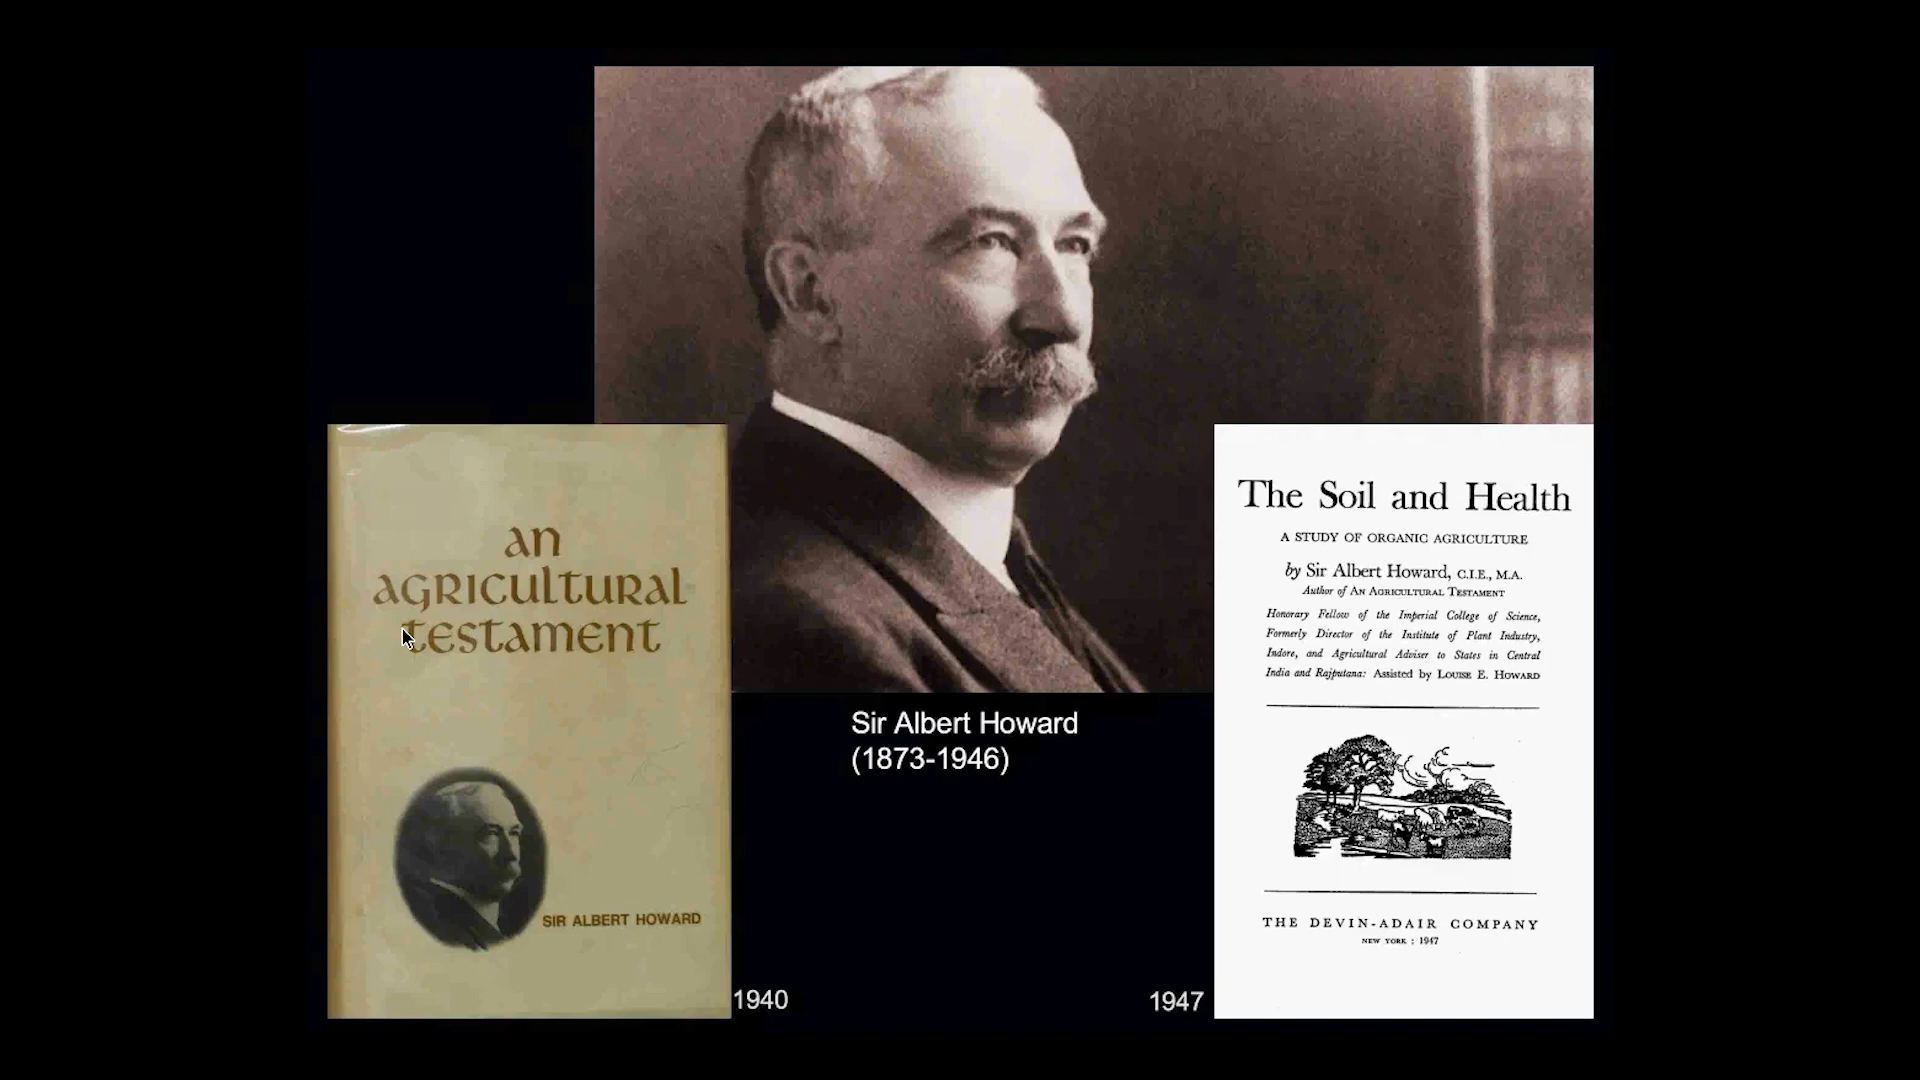 an
agricultural
testament
SIR ALBERT HOWARD
1940
Sir Albert Howard
(1873-1946)
1947
The Soil and Health
A STUDY OF ORGANIC AGRICULTURE
by Sir Albert Howard, C.I.E., M.A.
Author of AN AGRICULTURAL TESTAMENT
Honorary Fellow of the Imperial College of Science,
Formerly Director of the Institute of Plant Industry,
Indore, and Agricultural Adviser to States in Central
India and Rajputana: Assisted by LOUISE E. HOWARD
THE DEVIN-ADAIR COMPANY
NEW YORK : 1947